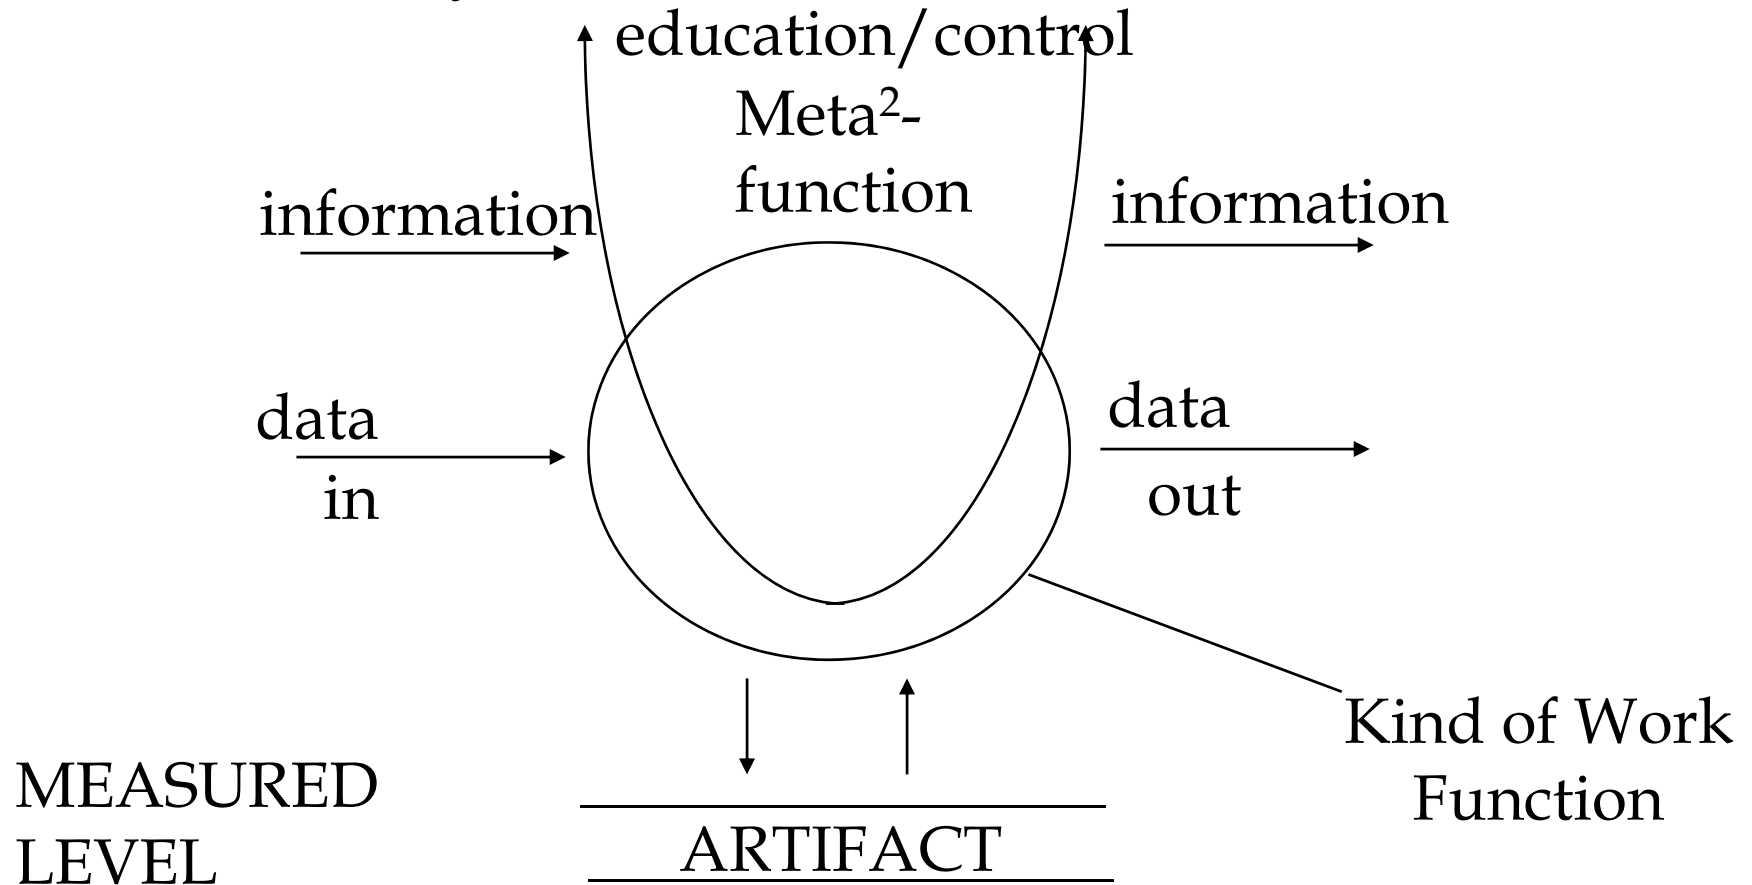 education/control
Meta²-
function
information
information
data
in
data
out
Kind of Work
Function
MEASURED
LEVEL
ARTIFACT